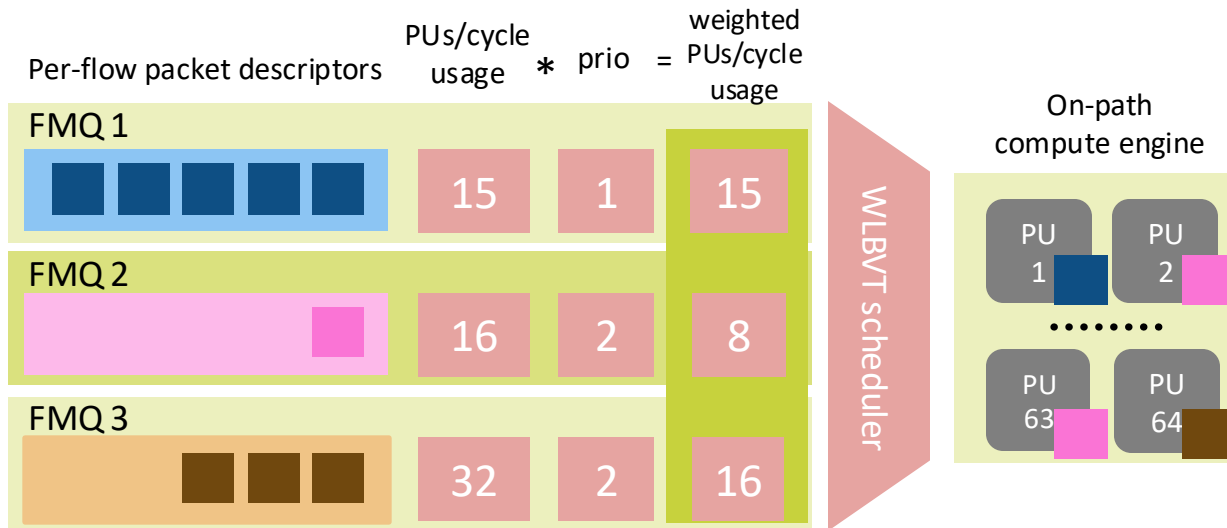 Per-flow packet descriptors
PUs/cycle
usage
*
prio
=
weighted
PUs/cycle
usage
FMQ 1
15
1
15
FMQ 2
16
2
8
FMQ 3
32
2
16
WLBVT scheduler
On-path
compute engine
PU
1
PU
2
PU
63
PU
64